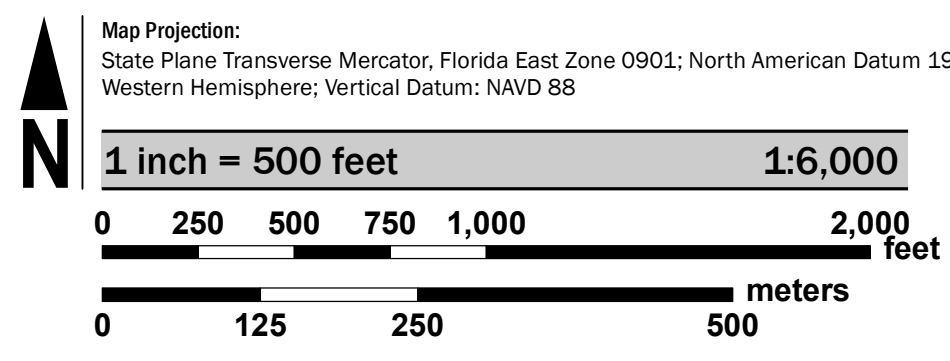 Map Projection:
State Plane Transverse Mercator, Florida East Zone 0901; North American Datum 19
Western Hemisphere; Vertical Datum: NAVD 88
N
1 inch = 500 feet 1:6,000
0 250 500 750 1,000 2,000
feet
meters
0 125 250 500